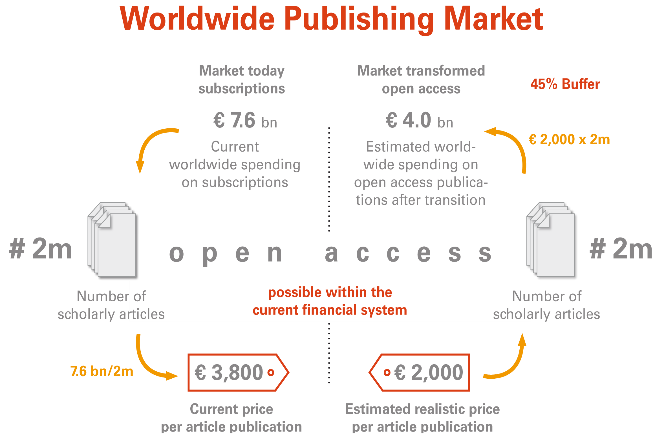 Worldwide Publishing Market
Market today
subscriptions
€ 7.6 bn
Current
worldwide spending
on subscriptions
Market transformed
open access
€ 4.0 bn
Estimated world-
wide spending on
open access publica-
tions after transition
45% Buffer
€ 2,000 x 2m
# 2m
open access
# 2m
Number of
scholarly articles
possible within the
current financial system
Number of
scholarly articles
7.6 bn/2m
€ 3,800
€ 2,000
Current price
per article publication
Estimated realistic price
per article publication